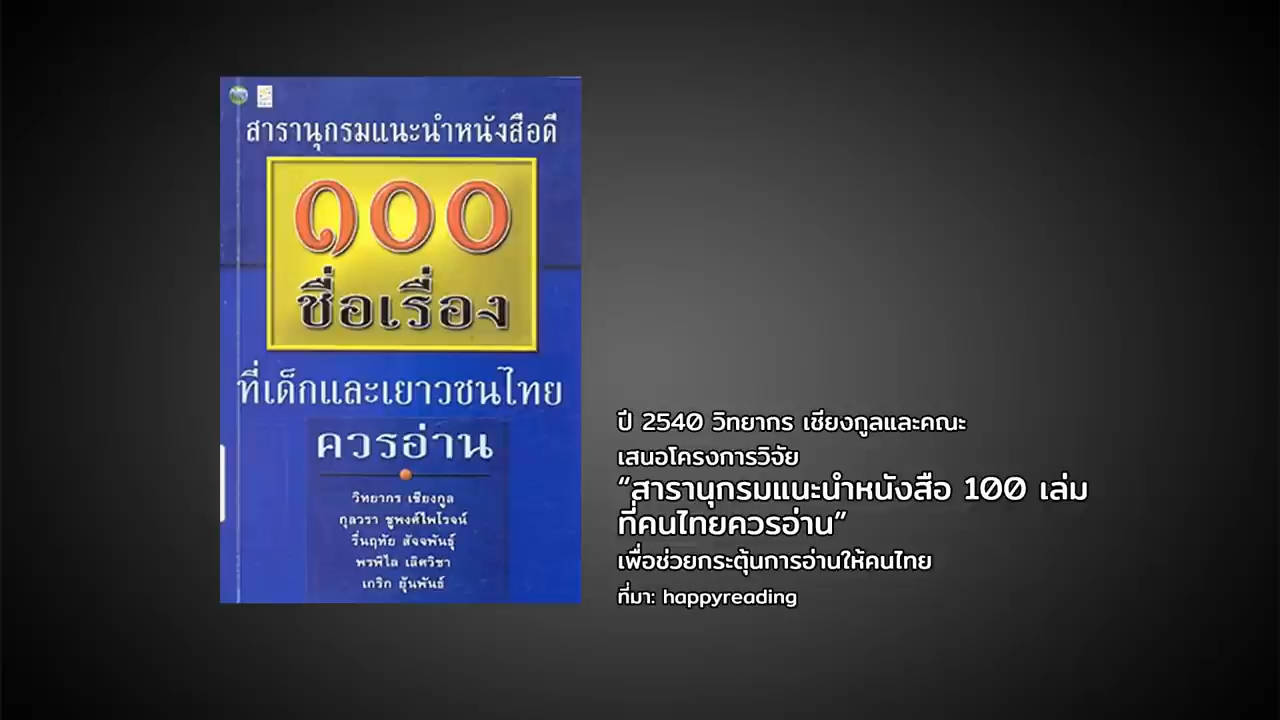 สารานุกรมแนะนำหนังสือดี
๑๐๐
ชื่อเรื่อง
ที่เด็กและเยาวชนไทย
ควรอ่าน
วิทยากร เชียงกูล
กุลวรา ชูพงศ์ไพโรจน์
รื่นฤทัย สัจจพันธุ์
พรพิไล เลิศวิชา
เกริก ยุ้นพันธ์
ปี 2540 วิทยากร เชียงกูลและคณะ
เสนอโครงการวิจัย
“สารานุกรมแนะนำหนังสือ 100 เล่ม
ที่คนไทยควรอ่าน”
เพื่อช่วยกระตุ้นการอ่านให้คนไทย
ที่มา: happyreading